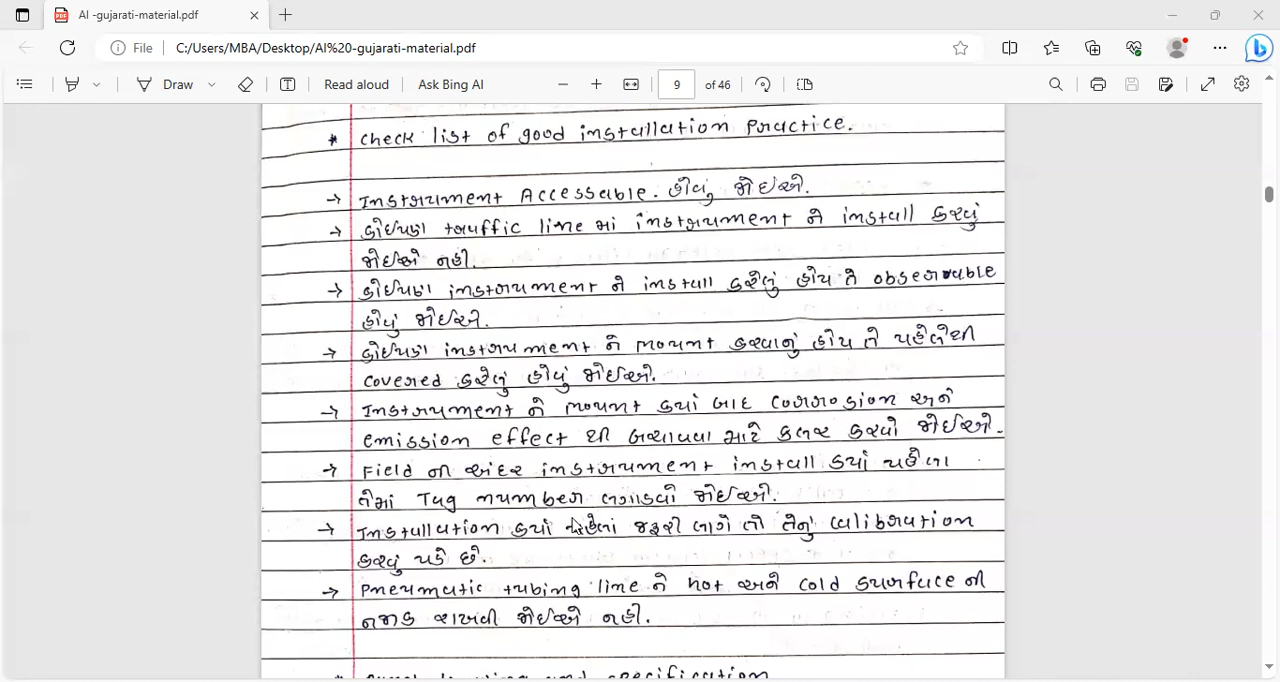 AI -gujarati-material.pdf
File C:/Users/MBA/Desktop/AI%20-gujarati-material.pdf
Draw Read aloud Ask Bing AI 9 of 46
* Check list of good installation Practice.
→ Instrument Accessable. હોવું જોઈએ.
→ કોઈપણ traffic line માં instrument ને install કરવું
જોઈએ નહી.
→ કોઈપણ instrument ને install કરેલું હોય તે observable
હોવું જોઈએ.
→ કોઈપણ instrument ને mount કરવાનું હોય તે પહેલેથી
covered કરેલું હોવું જોઈએ.
→ Instrument ને mount કર્યા બાદ corrosion અને
emission effect થી બચાવવા માટે કલર કરવો જોઈએ.
→ Field ની અંદર instrument install કર્યા પહેલા
તેમાં Tag number લગાડવો જોઈએ.
→ Installation કર્યા પહેલાં જરૂરી લાગે તો તેનું calibration
કરવું પડે છે.
→ Pneumatic tubing line ને hot અને cold surface ની
નજીક રાખવી જોઈએ નહી.
and specification